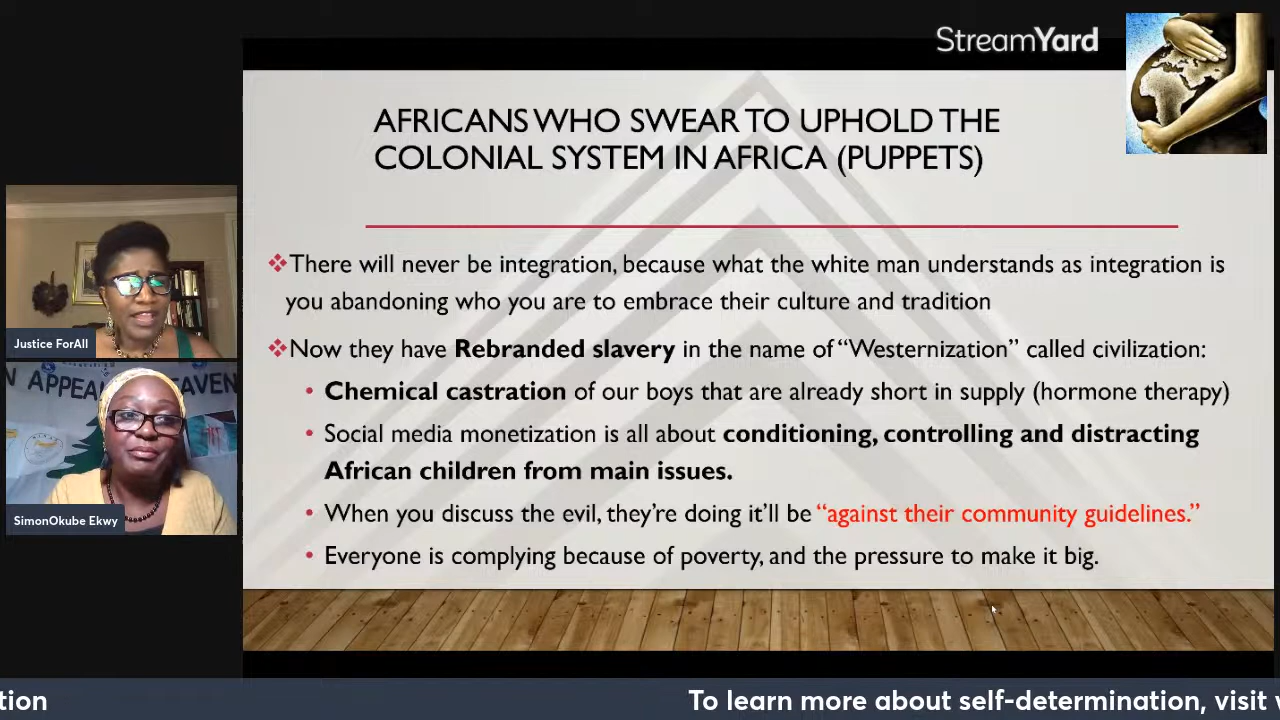 StreamYard
AFRICANS WHO SWEAR TO UPHOLD THE
COLONIAL SYSTEM IN AFRICA (PUPPETS)
There will never be integration, because what the white man understands as integration is
you abandoning who you are to embrace their culture and tradition
Now they have Rebranded slavery in the name of “Westernization” called civilization:
Chemical castration of our boys that are already short in supply (hormone therapy)
Social media monetization is all about conditioning, controlling and distracting
African children from main issues.
When you discuss the evil, they’re doing it’ll be “against their community guidelines.”
Everyone is complying because of poverty, and the pressure to make it big.
Justice ForAll
N APPEA AVEN
SimonOkube Ekwy
tion
To learn more about self-determination, visit